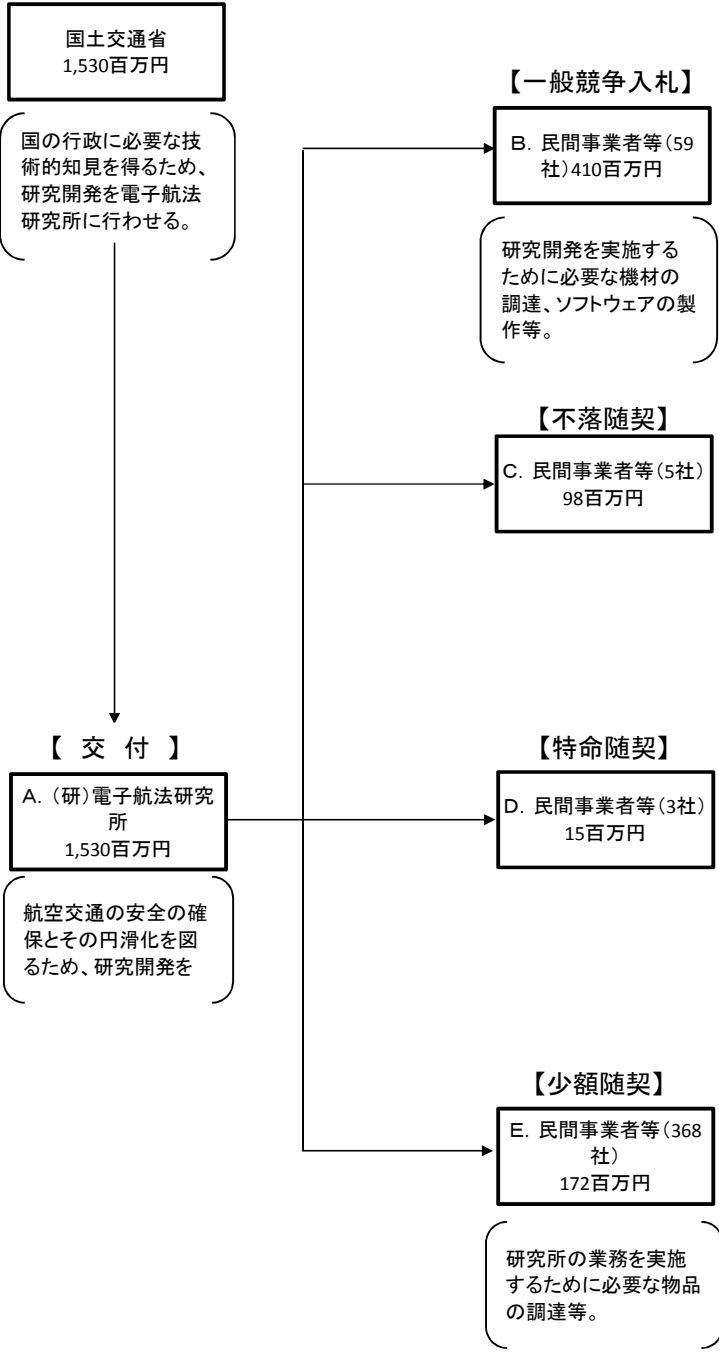 国土交通省
1,530百万円
国の行政に必要な技
術的知見を得るため、
研究開発を電子航法
研究所に行わせる。
【 交 付 】
A. (研)電子航法研究
所
1,530百万円
航空交通の安全の確
保とその円滑化を図
るため、研究開発を
【一般競争入札】
B. 民間事業者等(59
社)410百万円
研究開発を実施する
ために必要な機材の
調達、ソフトウェアの製
作等。
【不落随契】
C. 民間事業者等(5社)
98百万円
【特命随契】
D. 民間事業者等(3社)
15百万円
【少額随契】
E. 民間事業者等(368
社)
172百万円
研究所の業務を実施
するために必要な物品
の調達等。